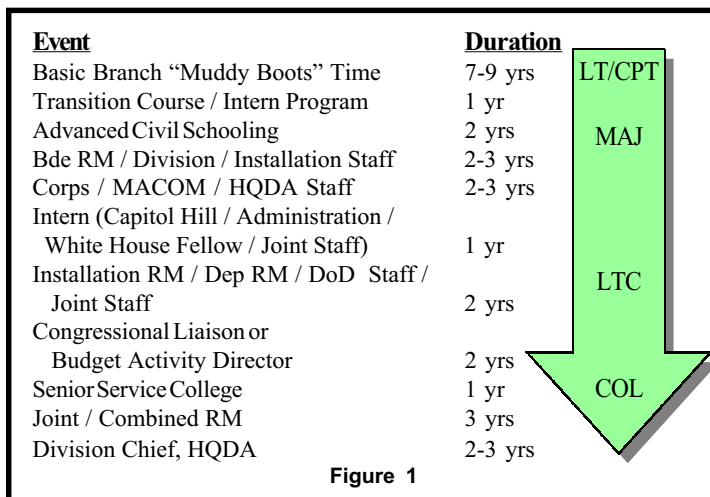 Event Duration
Basic Branch “Muddy Boots” Time 7-9 yrs LT/CPT
Transition Course / Intern Program 1 yr
Advanced Civil Schooling 2 yrs MAJ
Bde RM / Division / Installation Staff 2-3 yrs
Corps / MACOM / HQDA Staff 2-3 yrs
Intern (Capitol Hill / Administration /
White House Fellow / Joint Staff) 1 yr
Installation RM / Dep RM / DoD Staff / LTC
Joint Staff 2 yrs
Congressional Liaison or
Budget Activity Director 2 yrs
Senior Service College 1 yr COL
Joint / Combined RM 3 yrs
Division Chief, HQDA 2-3 yrs
Figure 1